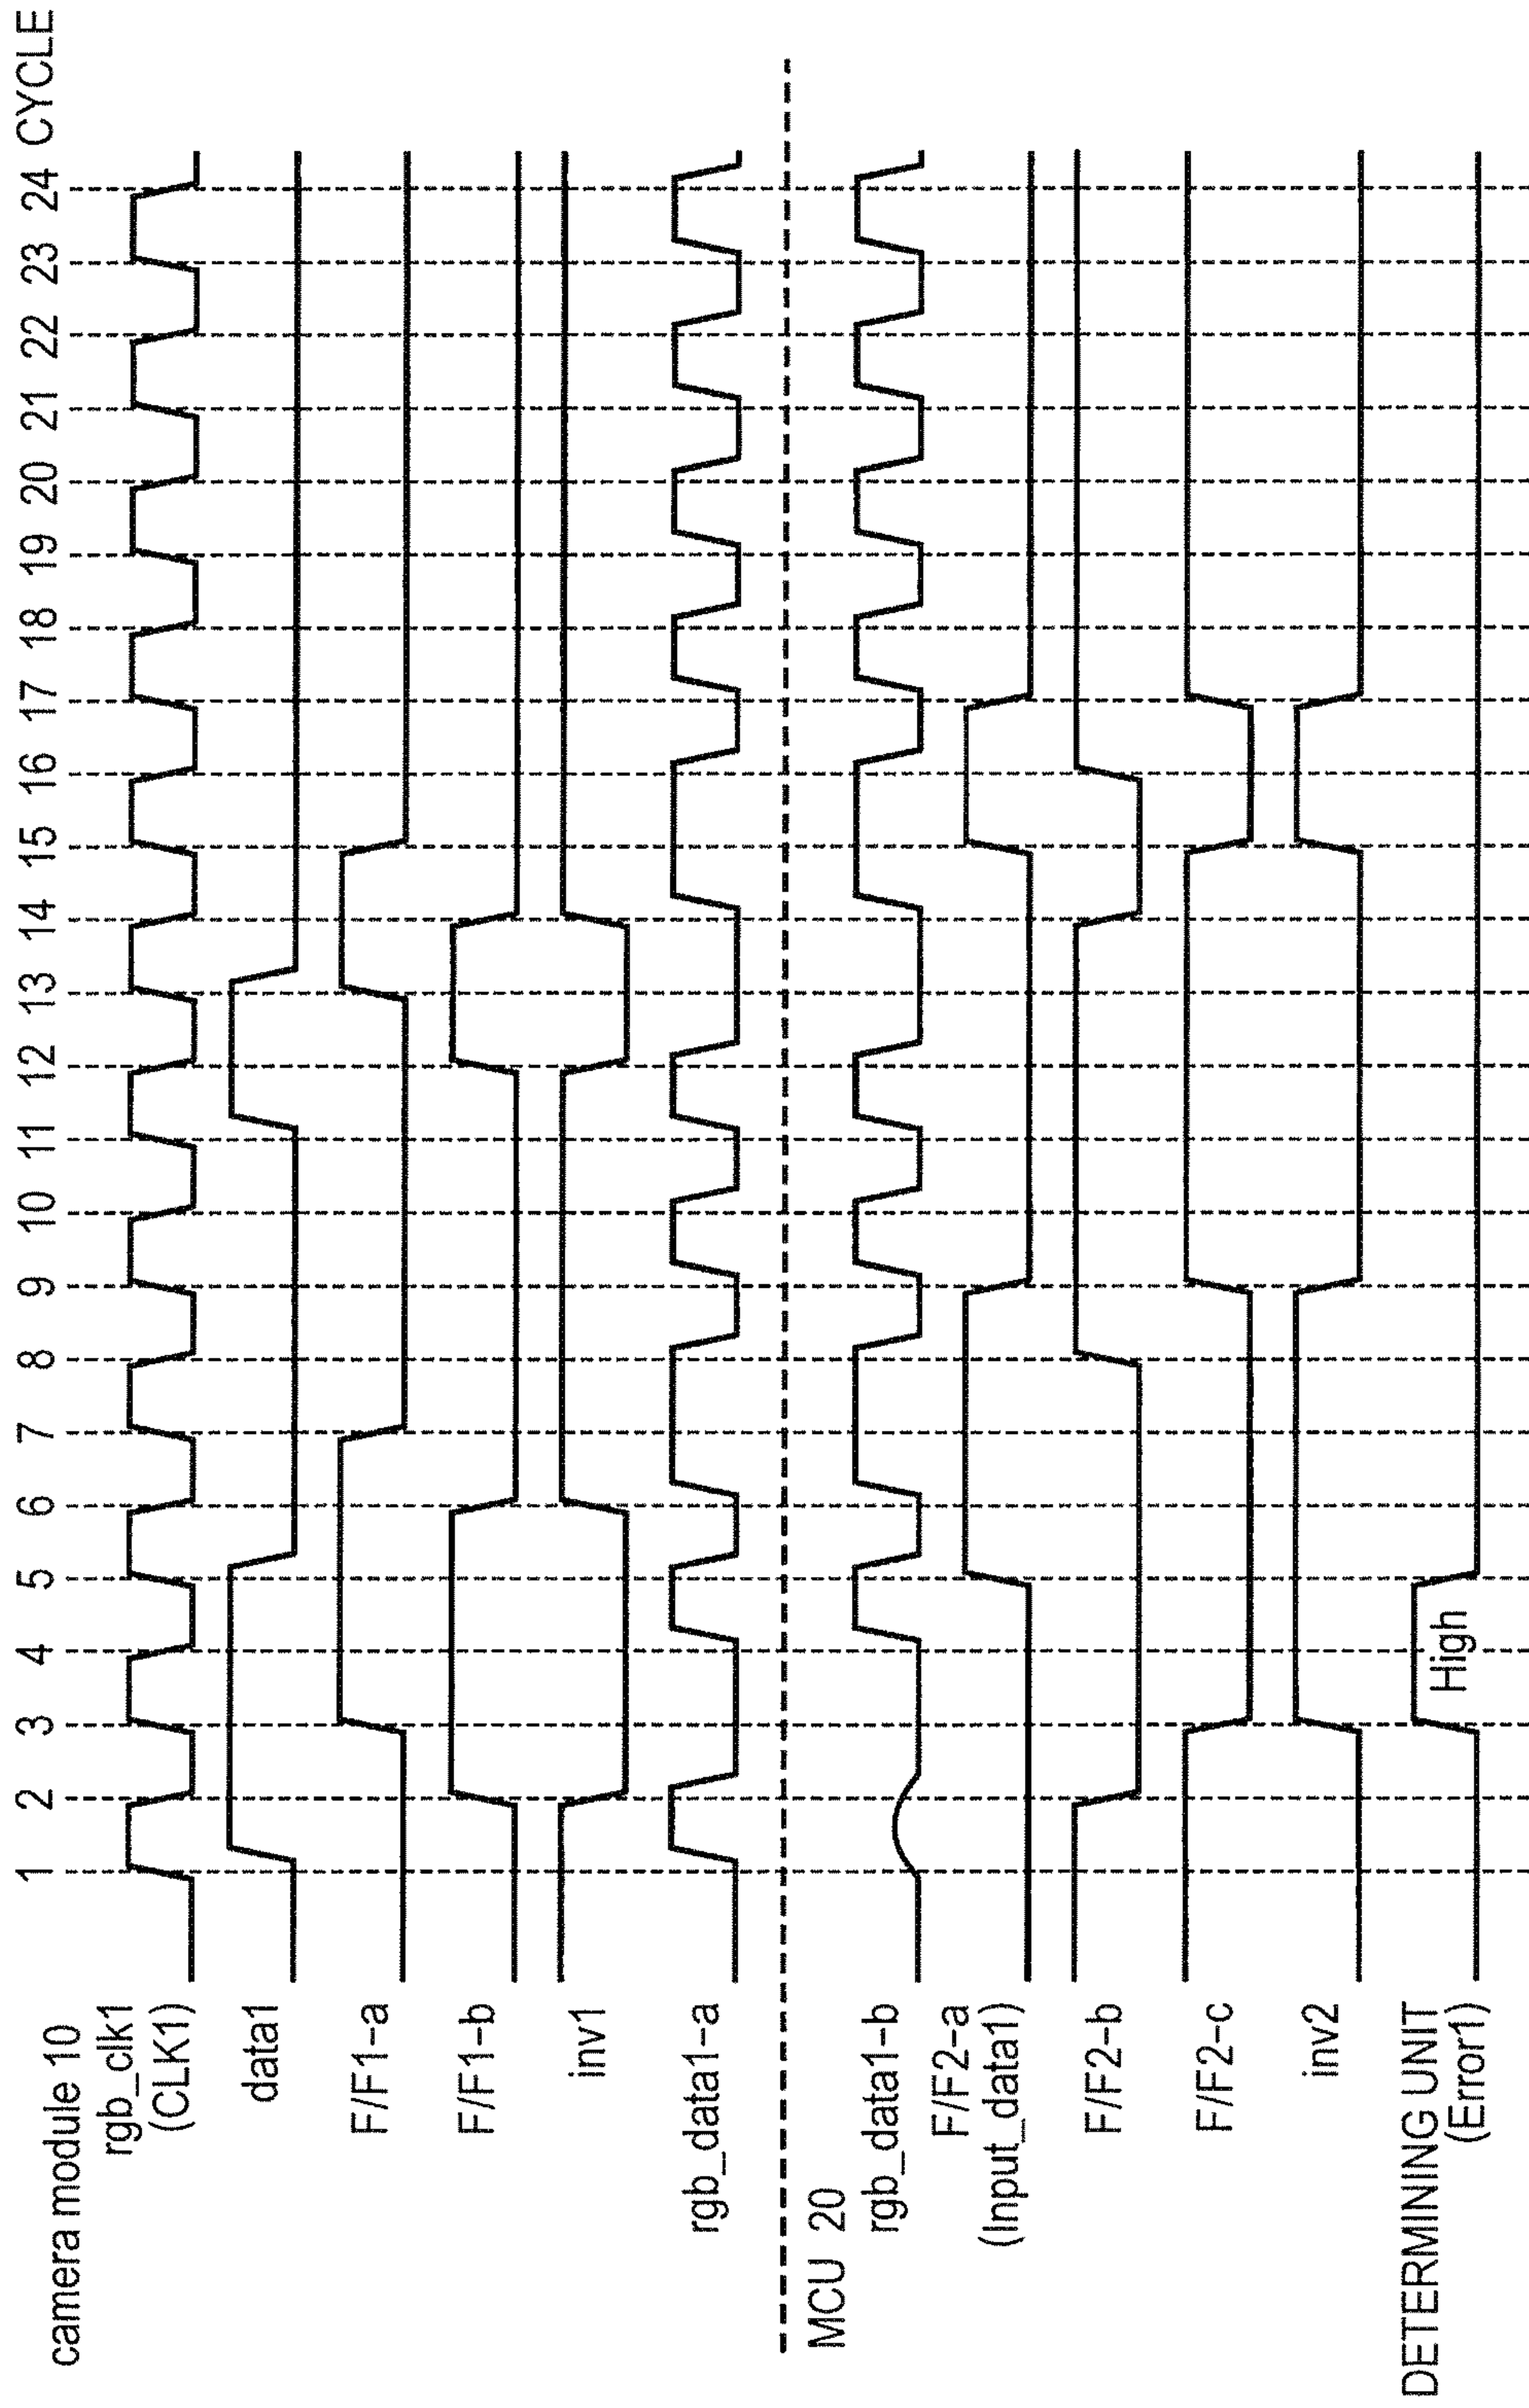 CYCLE
1 2 3 4 5 6 7 8 9 10 11 12 13 14 15 16 17 18 19 20 21 22 23 24
camera module 10
rgb_clk1
(CLK1)
data1
F/F1-a
F/F1-b
inv1
rgb_data1-a
MCU 20
rgb_data1-b
F/F2-a
(Input_data1)
F/F2-b
F/F2-c
inv2
DETERMINING UNIT
(Error1)
High